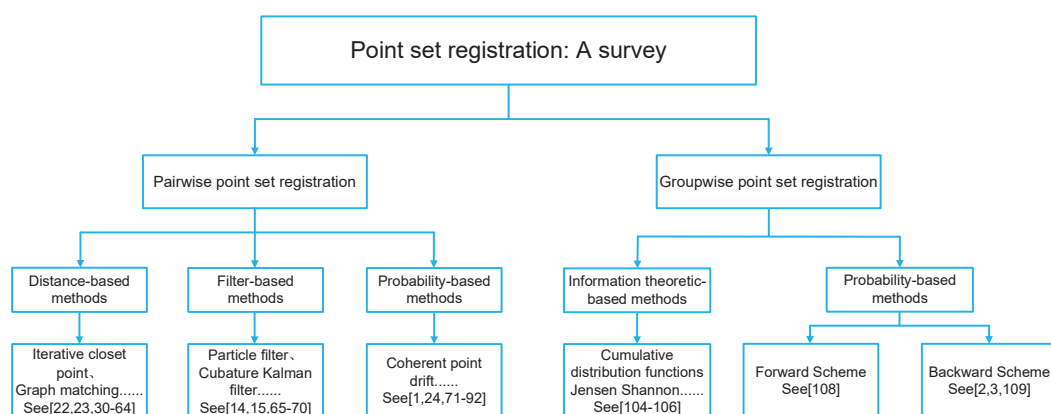 Point set registration: A survey
Pairwise point set registration
Groupwise point set registration
Distance-based
methods
Filter-based
methods
Probability-based
methods
Information theoretic-
based methods
Probability-based
methods
Iterative closet
point、
Graph matching......
See[22,23,30-64]
Particle filter、
Cubature Kalman
filter......
See[14,15,65-70]
Coherent point
drift......
See[1,24,71-92]
Cumulative
distribution functions
Jensen Shannon......
See[104-106]
Forward Scheme
See[108]
Backward Scheme
See[2,3,109]